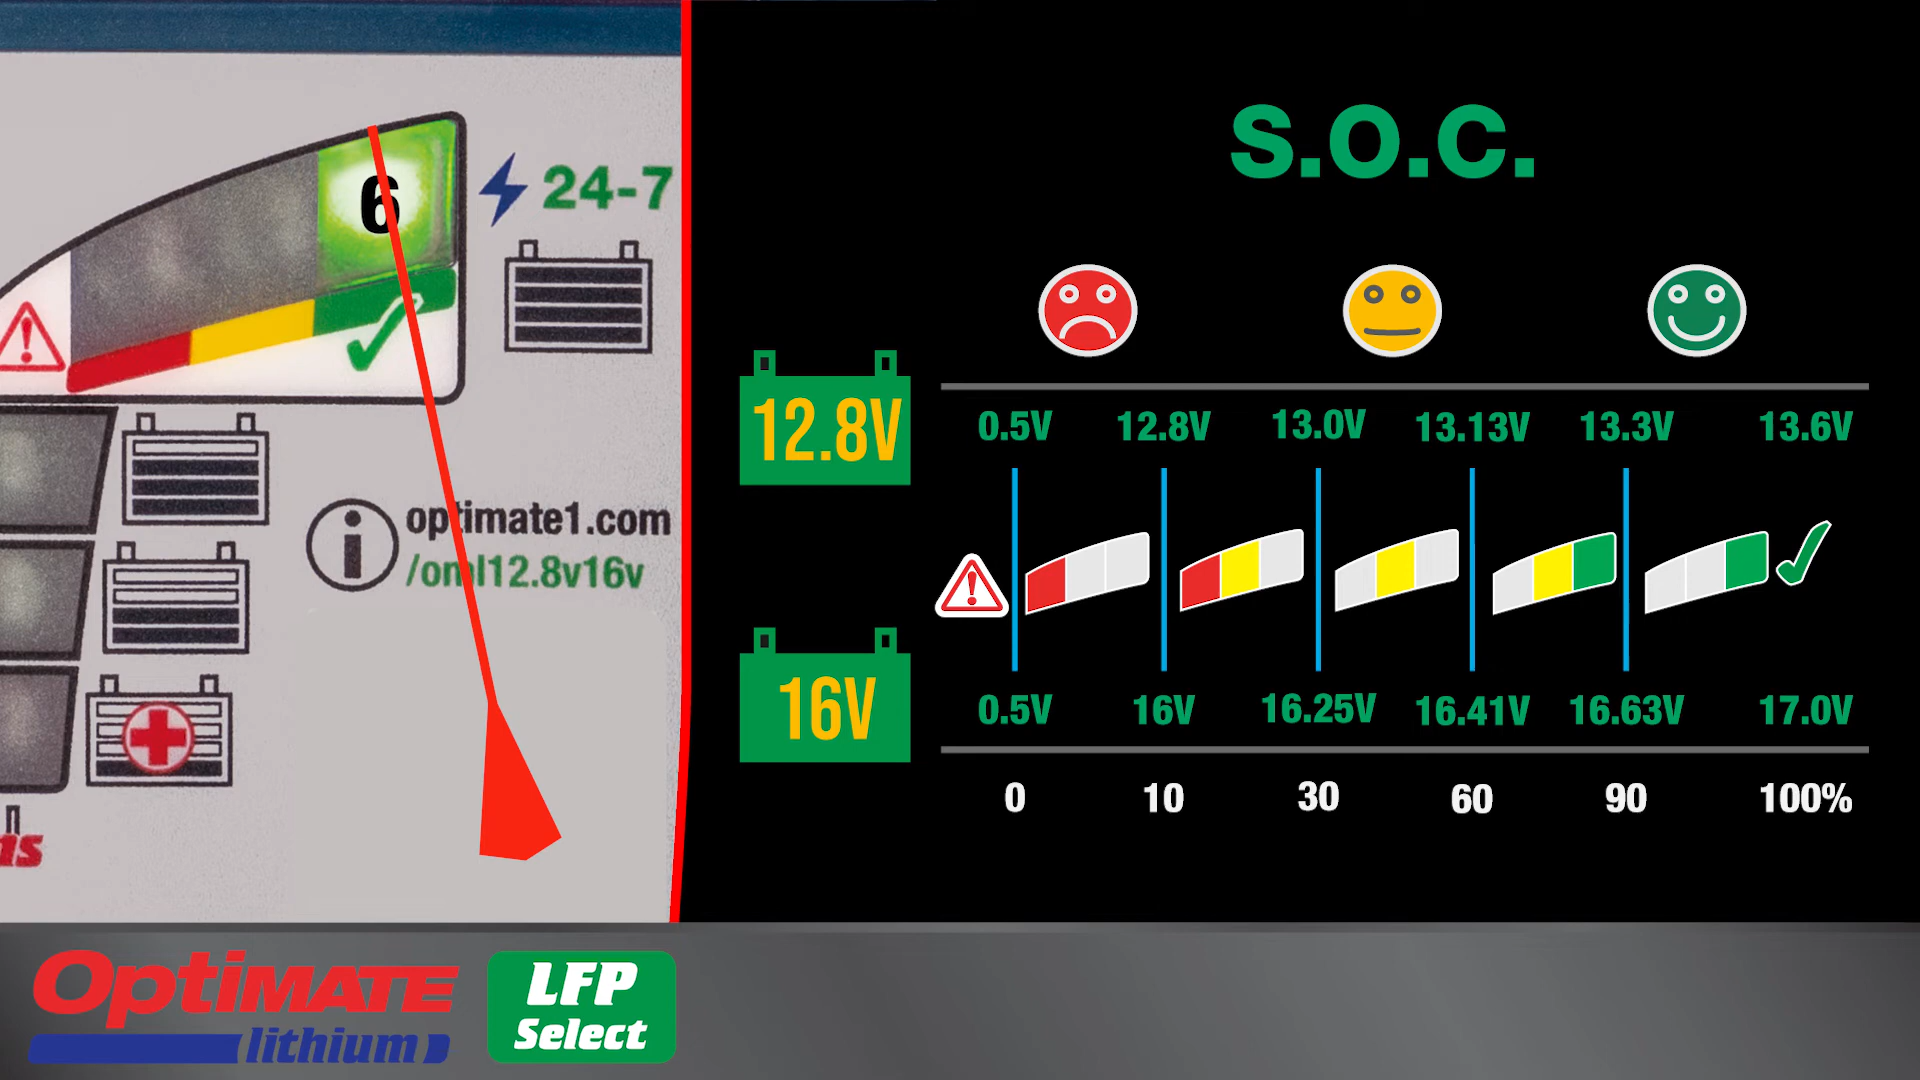 6
24-7
optimate1.com
/oml12.8v16v
S.O.C.
12.8V
0.5V 12.8V 13.0V 13.13V 13.3V 13.6V
16V
0.5V 16V 16.25V 16.41V 16.63V 17.0V
0 10 30 60 90 100%
OptiMATE
lithium
LFP
Select